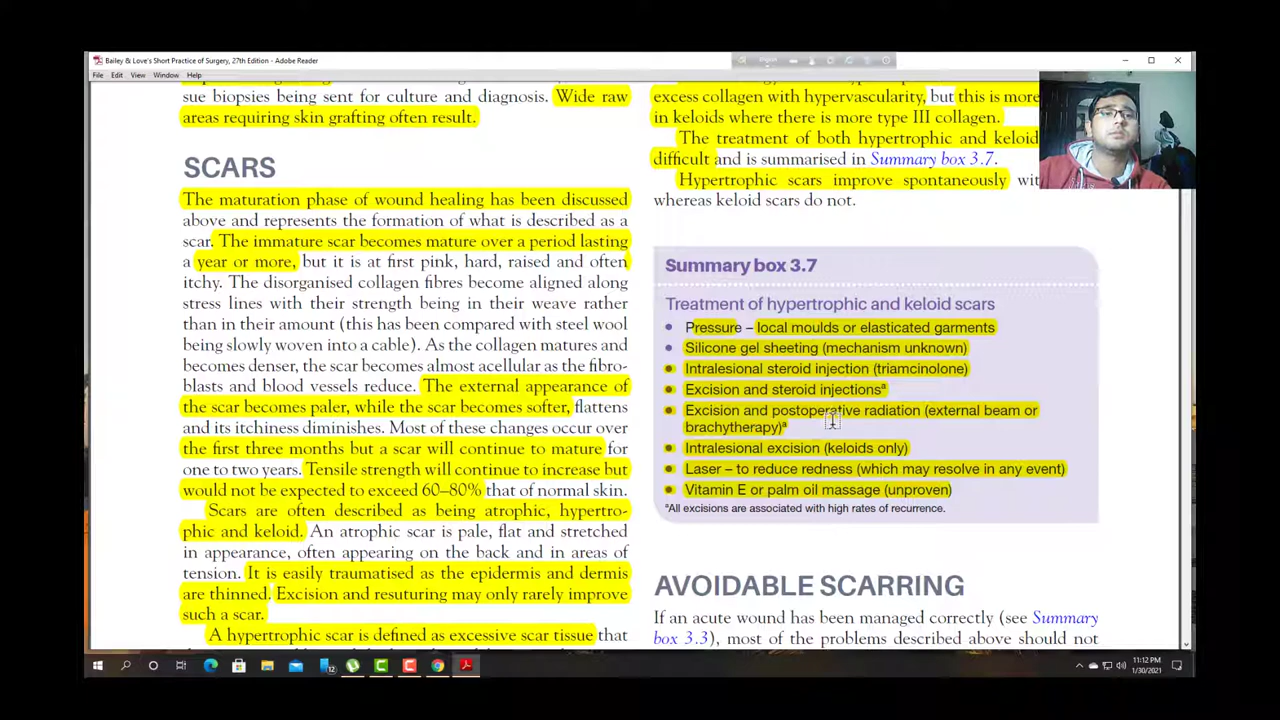 Bailey & Love's Short Practice of Surgery, 27th Edition - Adobe Reader
File Edit View Window Help
English
sue biopsies being sent for culture and diagnosis. Wide raw
areas requiring skin grafting often result.
SCARS
The maturation phase of wound healing has been discussed
above and represents the formation of what is described as a
scar. The immature scar becomes mature over a period lasting
a year or more, but it is at first pink, hard, raised and often
itchy. The disorganised collagen fibres become aligned along
stress lines with their strength being in their weave rather
than in their amount (this has been compared with steel wool
being slowly woven into a cable). As the collagen matures and
becomes denser, the scar becomes almost acellular as the fibro-
blasts and blood vessels reduce. The external appearance of
the scar becomes paler, while the scar becomes softer, flattens
and its itchiness diminishes. Most of these changes occur over
the first three months but a scar will continue to mature for
one to two years. Tensile strength will continue to increase but
would not be expected to exceed 60–80% that of normal skin.
Scars are often described as being atrophic, hypertro-
phic and keloid. An atrophic scar is pale, flat and stretched
in appearance, often appearing on the back and in areas of
tension. It is easily traumatised as the epidermis and dermis
are thinned. Excision and resuturing may only rarely improve
such a scar.
A hypertrophic scar is defined as excessive scar tissue that
excess collagen with hypervascularity, but this is more
in keloids where there is more type III collagen.
The treatment of both hypertrophic and keloid
difficult and is summarised in Summary box 3.7.
Hypertrophic scars improve spontaneously
whereas keloid scars do not.
Summary box 3.7
Treatment of hypertrophic and keloid scars
● Pressure – local moulds or elasticated garments
● Silicone gel sheeting (mechanism unknown)
● Intralesional steroid injection (triamcinolone)
● Excision and steroid injectionsª
● Excision and postoperative radiation (external beam or
brachytherapy)ª
● Intralesional excision (keloids only)
● Laser – to reduce redness (which may resolve in any event)
● Vitamin E or palm oil massage (unproven)
ªAll excisions are associated with high rates of recurrence.
AVOIDABLE SCARRING
If an acute wound has been managed correctly (see Summary
box 3.3), most of the problems described above should not
12
11:12 PM
1/30/2021